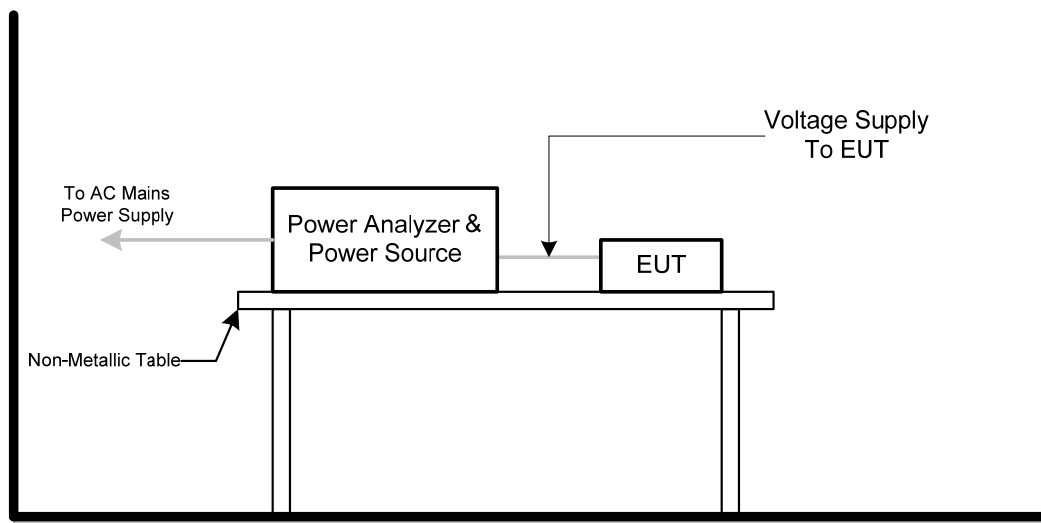 Voltage Supply
To EUT
To AC Mains
Power Supply
Power Analyzer &
Power Source
EUT
Non-Metallic Table